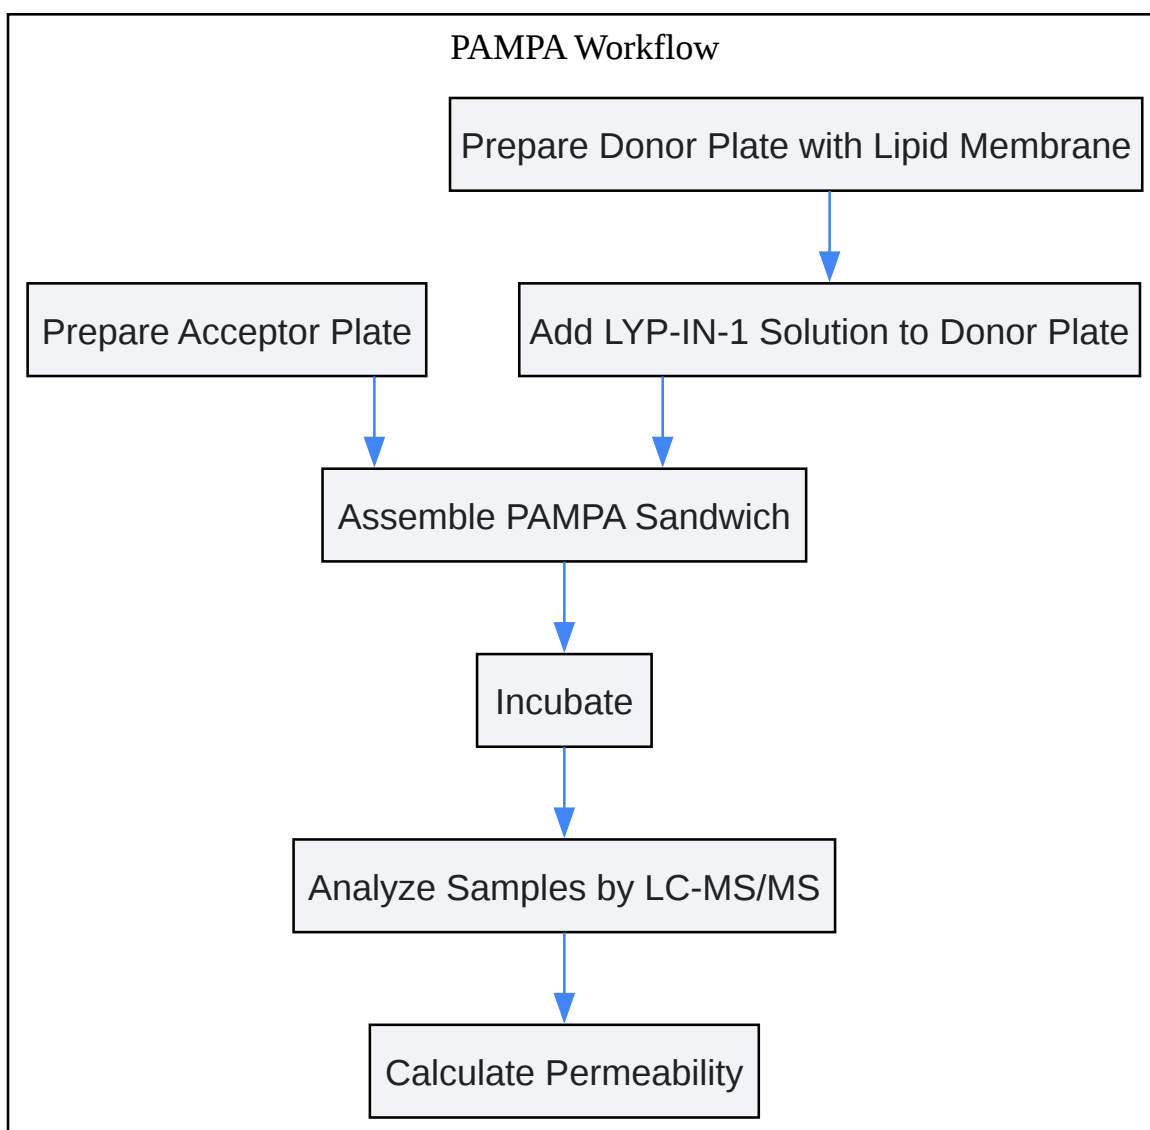 PAMPA Workflow
Prepare Donor Plate with Lipid Membrane
Prepare Acceptor Plate
Add LYP-IN-1 Solution to Donor Plate
Assemble PAMPA Sandwich
Incubate
Analyze Samples by LC-MS/MS
Calculate Permeability